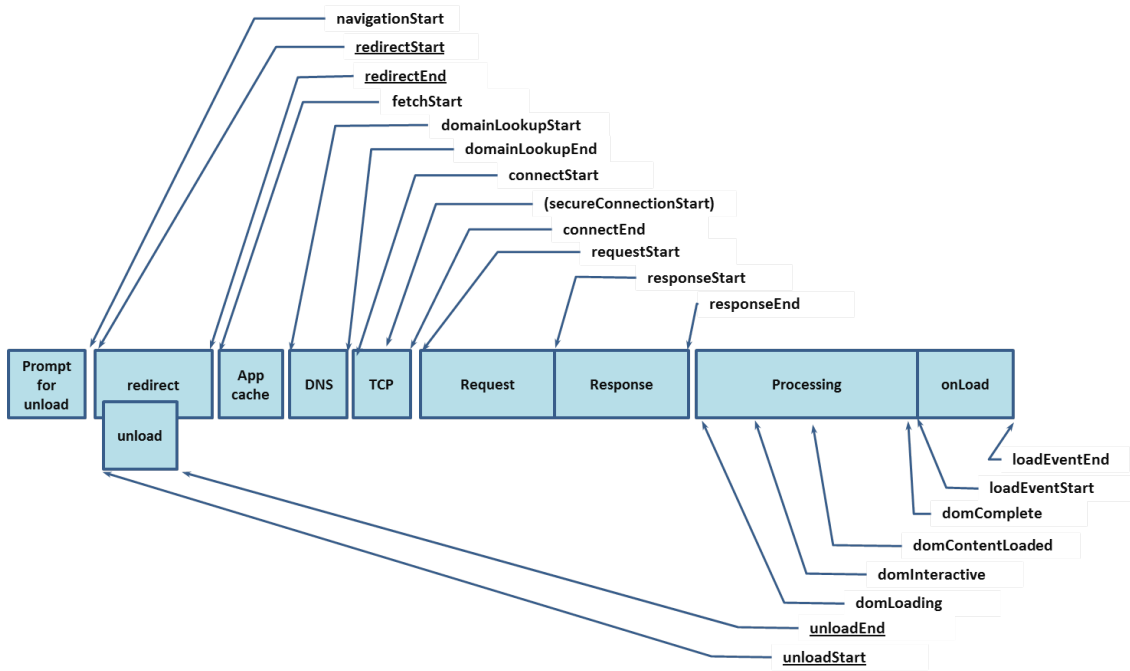 navigationStart
redirectStart
redirectEnd
fetchStart
domainLookupStart
domainLookupEnd
connectStart
(secureConnectionStart)
connectEnd
requestStart
responseStart
responseEnd
Prompt
for
unload
redirect
App
cache
DNS
TCP
Request
Response
Processing
onLoad
unload
loadEventEnd
loadEventStart
domComplete
domContentLoaded
domInteractive
domLoading
unloadEnd
unloadStart